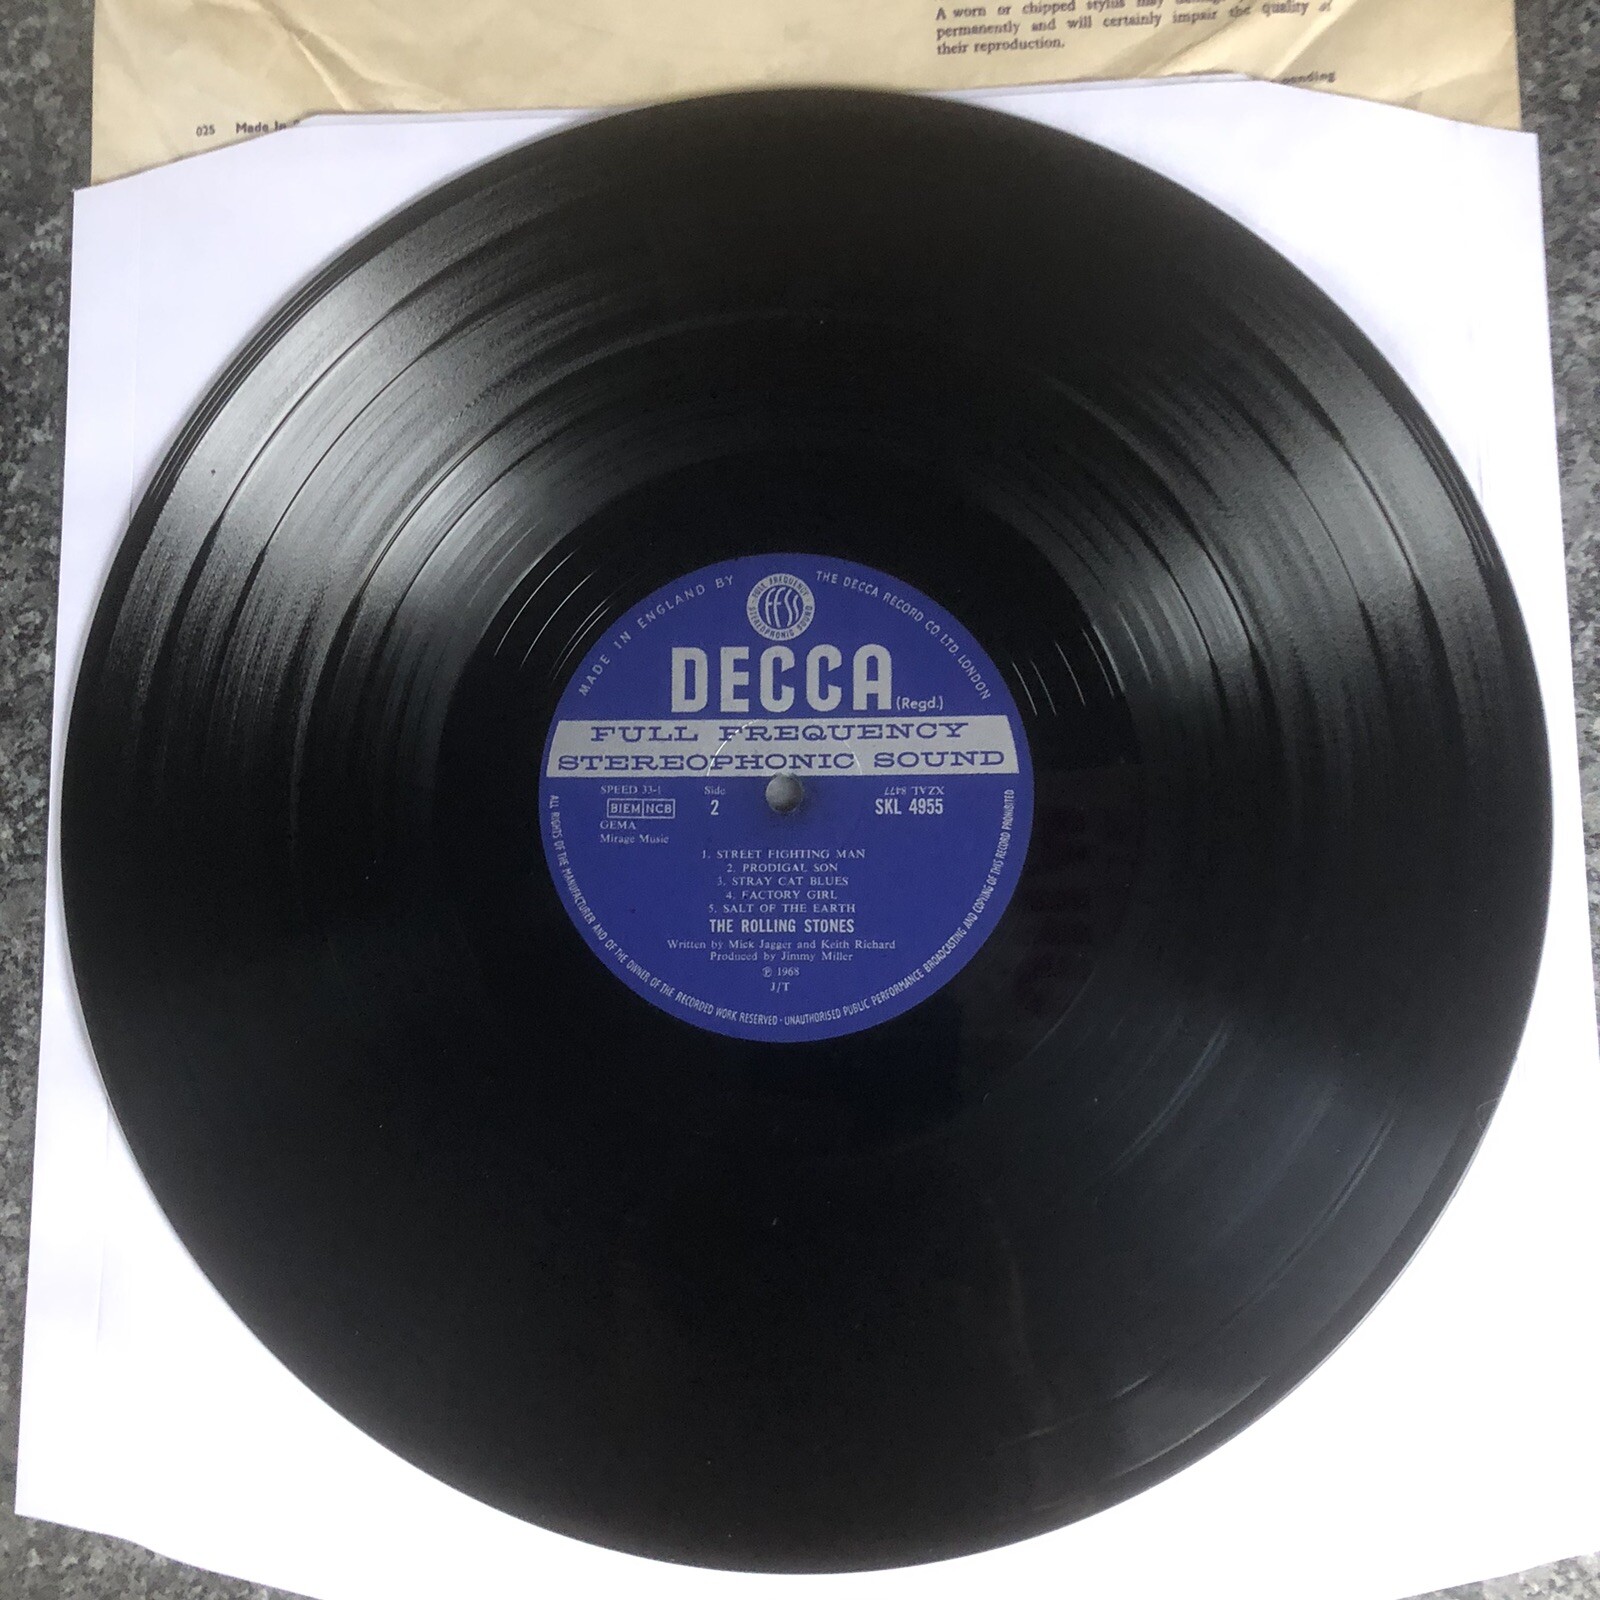 A worn or chipped stylus may
permanently and will certainly impair the quality of
their reproduction.
025 Made in
MADE IN ENGLAND BY THE DECCA RECORD CO. LTD. LONDON
FULL FREQUENCY STEREOPHONIC SOUND
FFSS
DECCA (Regd.)
FULL FREQUENCY
STEREOPHONIC SOUND
SPEED 33-1 Side XZAL 8477
BIEM NCB 2 SKL 4955
GEMA
Mirage Music
1. STREET FIGHTING MAN
2. PRODIGAL SON
3. STRAY CAT BLUES
4. FACTORY GIRL
5. SALT OF THE EARTH
THE ROLLING STONES
Written by Mick Jagger and Keith Richard
Produced by Jimmy Miller
℗ 1968
J/T
ALL RIGHTS OF THE MANUFACTURER AND OF THE OWNER OF THE RECORDED WORK RESERVED - UNAUTHORISED PUBLIC PERFORMANCE BROADCASTING AND COPYING OF THIS RECORD PROHIBITED